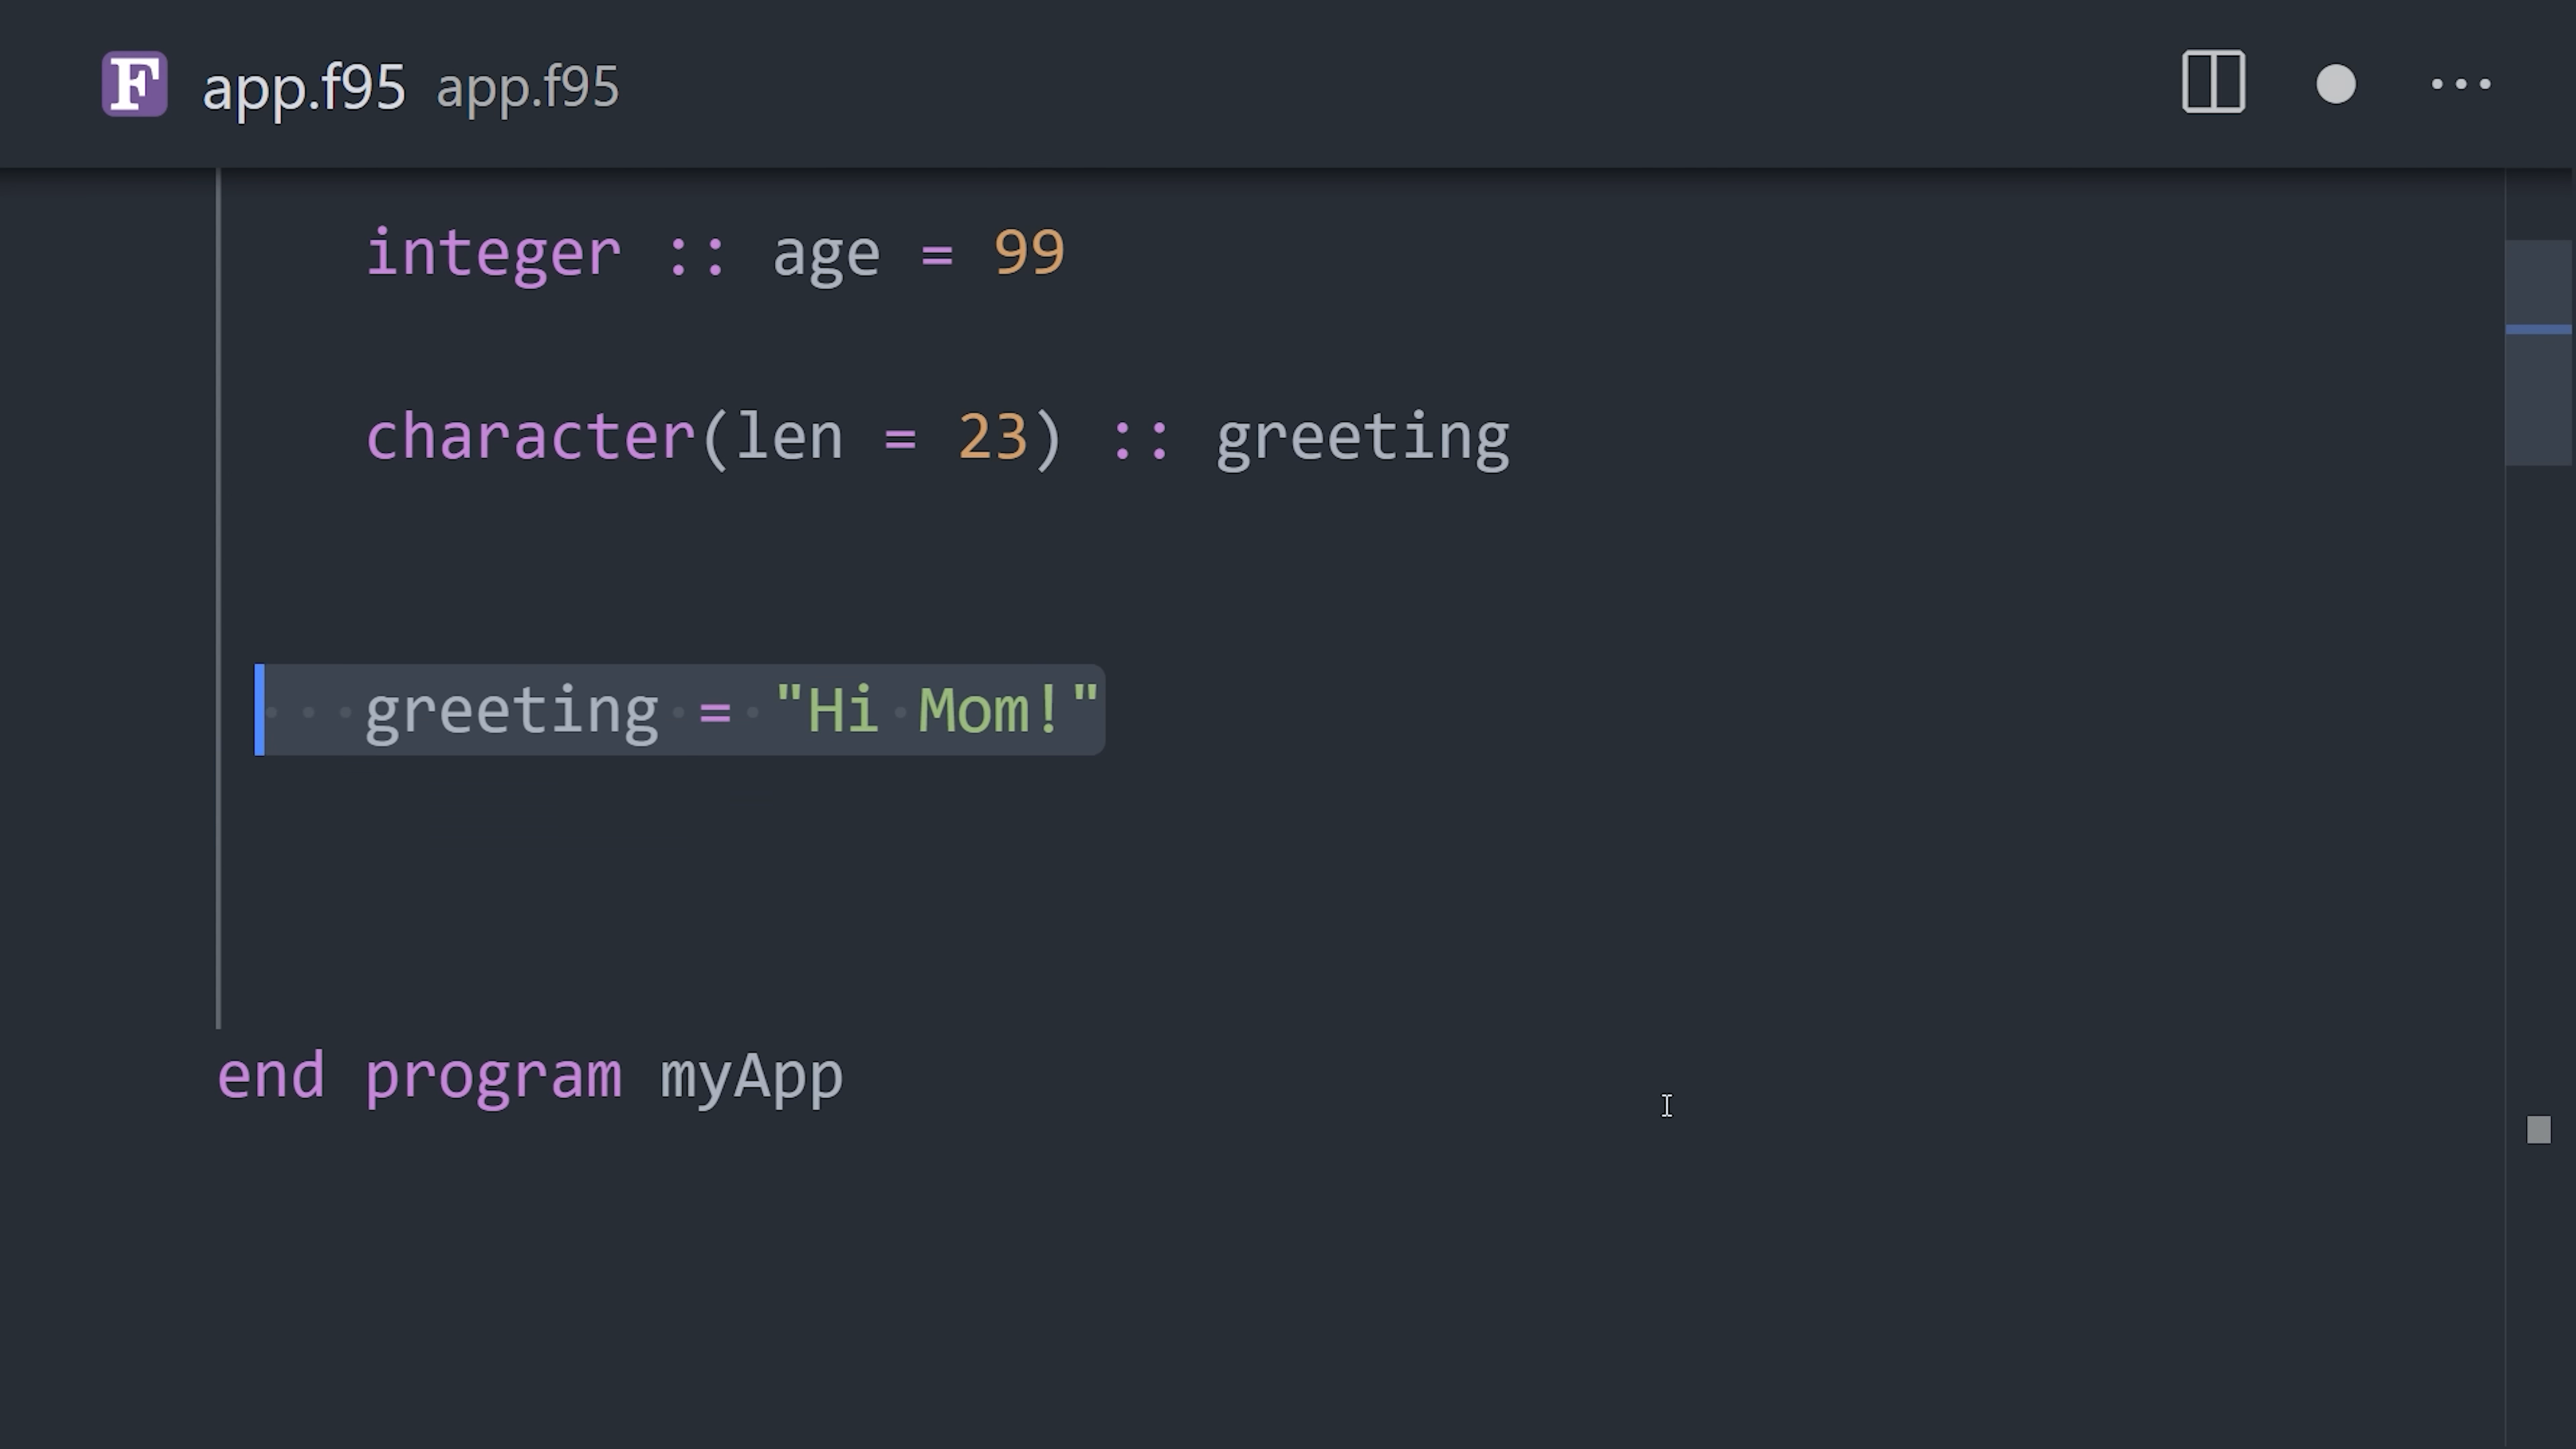 F app.f95 app.f95
integer :: age = 99
character(len = 23) :: greeting
greeting = "Hi Mom!"
end program myApp